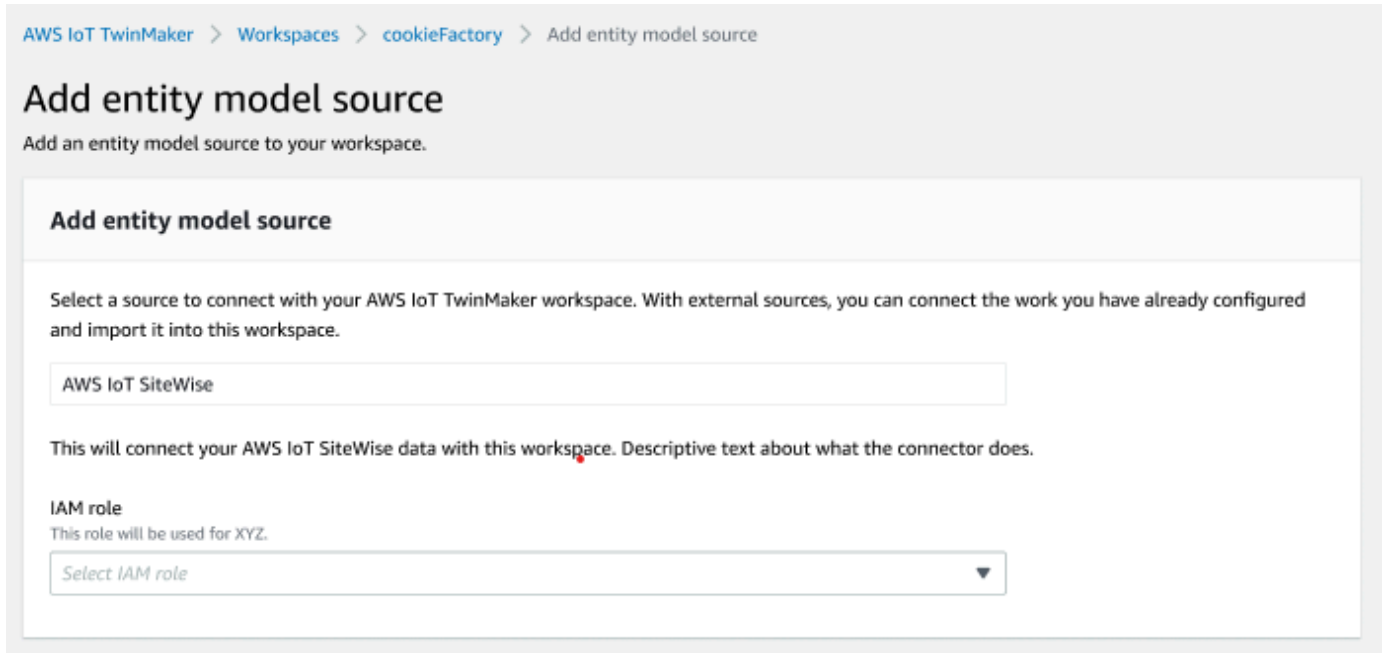 AWS IoT TwinMaker > Workspaces > cookieFactory > Add entity model source
Add entity model source
Add an entity model source to your workspace.
Add entity model source
Select a source to connect with your AWS IoT TwinMaker workspace. With external sources, you can connect the work you have already configured
and import it into this workspace.
AWS IoT SiteWise
This will connect your AWS IoT SiteWise data with this workspace. Descriptive text about what the connector does.
IAM role
This role will be used for XYZ.
Select IAM role